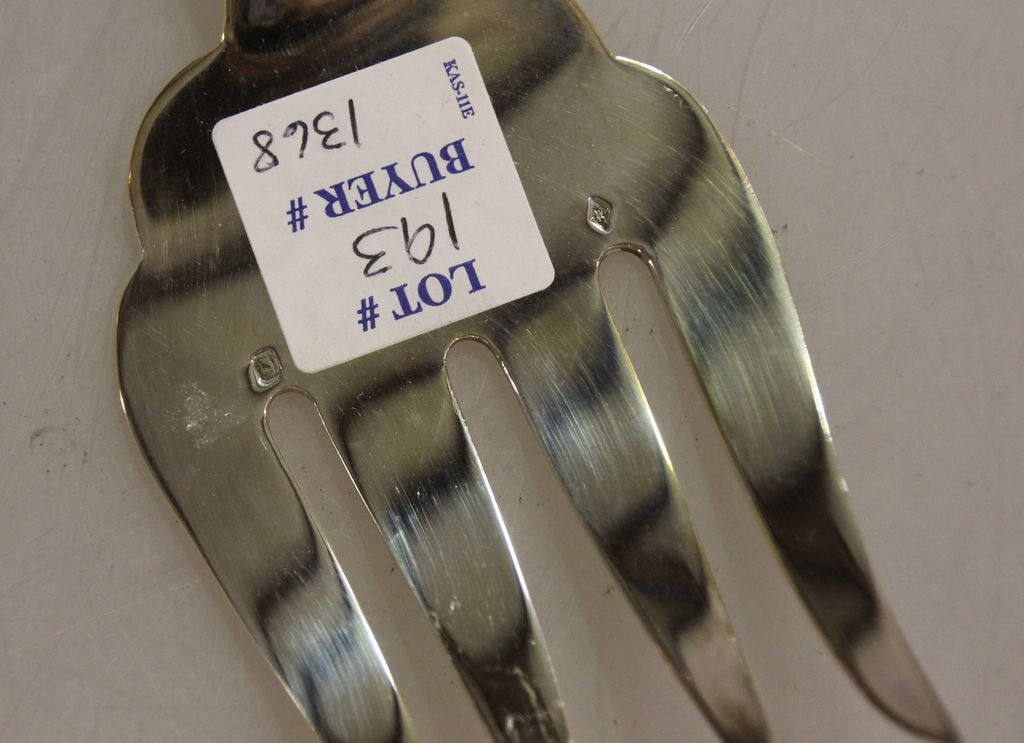 LOT #
193
BUYER #
1368
KAS-11E